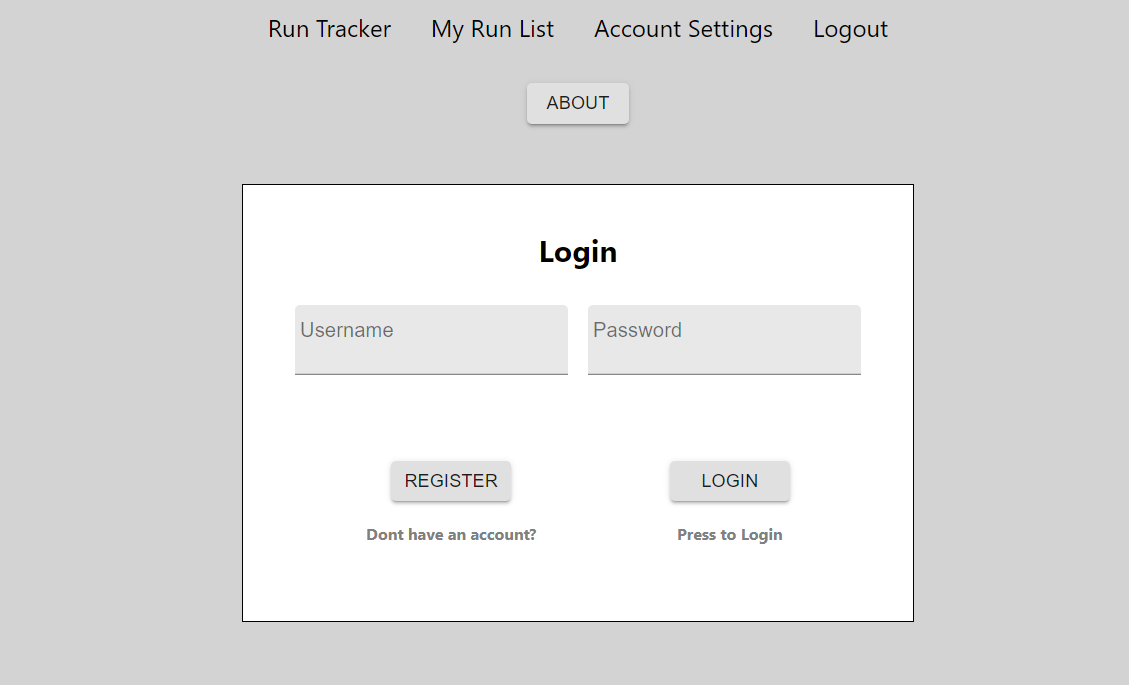 Run Tracker My Run List Account Settings Logout
ABOUT
Login
Username Password
REGISTER LOGIN
Dont have an account? Press to Login